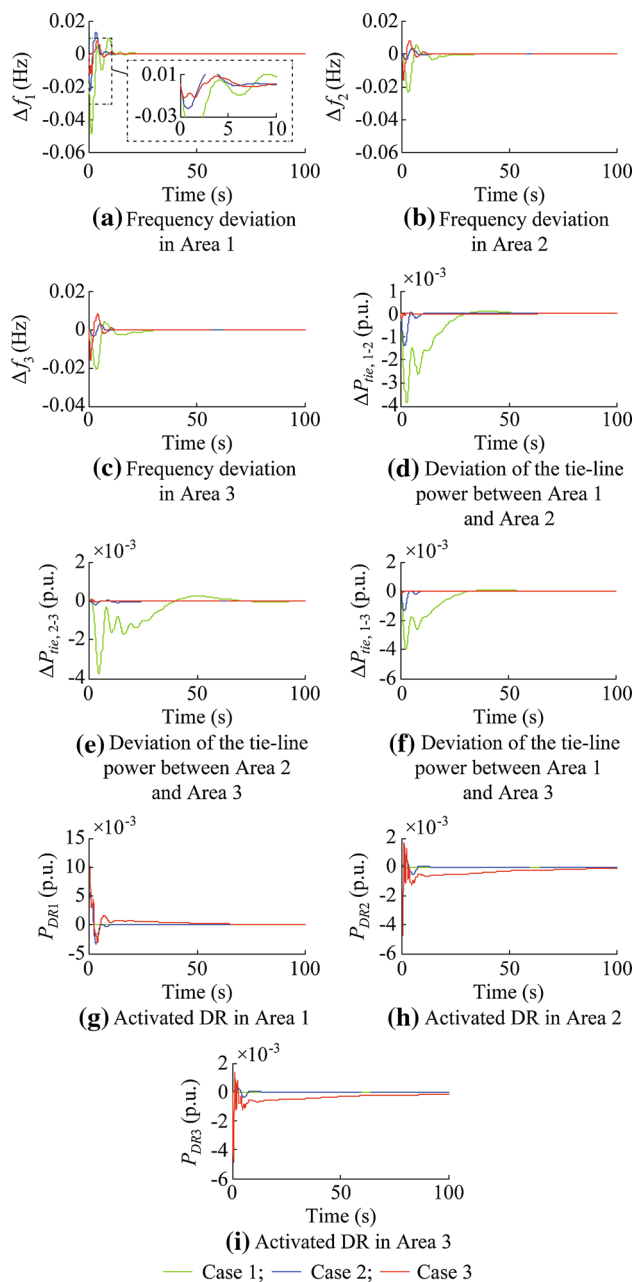 0.02
0
-0.02
-0.04
-0.06
Δf1 (Hz)
0.01
-0.03
0 5 10
0 50 100
Time (s)
(a) Frequency deviation
in Area 1
0.02
0
-0.02
-0.04
-0.06
Δf2 (Hz)
0 50 100
Time (s)
(b) Frequency deviation
in Area 2
0.02
0
-0.02
-0.04
Δf3 (Hz)
0 50 100
Time (s)
(c) Frequency deviation
in Area 3
×10-3
1
0
-1
-2
-3
-4
ΔPtie, 1-2 (p.u.)
0 50 100
Time (s)
(d) Deviation of the tie-line
power between Area 1
and Area 2
×10-3
2
0
-2
-4
ΔPtie, 2-3 (p.u.)
0 50 100
Time (s)
(e) Deviation of the tie-line
power between Area 2
and Area 3
×10-3
2
0
-2
-4
-6
ΔPtie, 1-3 (p.u.)
0 50 100
Time (s)
(f) Deviation of the tie-line
power between Area 1
and Area 3
×10-3
15
10
5
0
-5
PDR1 (p.u.)
0 50 100
Time (s)
(g) Activated DR in Area 1
×10-3
2
0
-2
-4
-6
PDR2 (p.u.)
0 50 100
Time (s)
(h) Activated DR in Area 2
×10-3
2
0
-2
-4
-6
PDR3 (p.u.)
0 50 100
Time (s)
(i) Activated DR in Area 3
Case 1; Case 2; Case 3